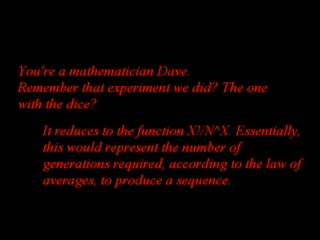 You're a mathematician Dave.
Remember that experiment we did? The one
with the dice?
It reduces to the function X!/N^X. Essentially,
this would represent the number of
generations required, according to the law of
averages, to produce a sequence.